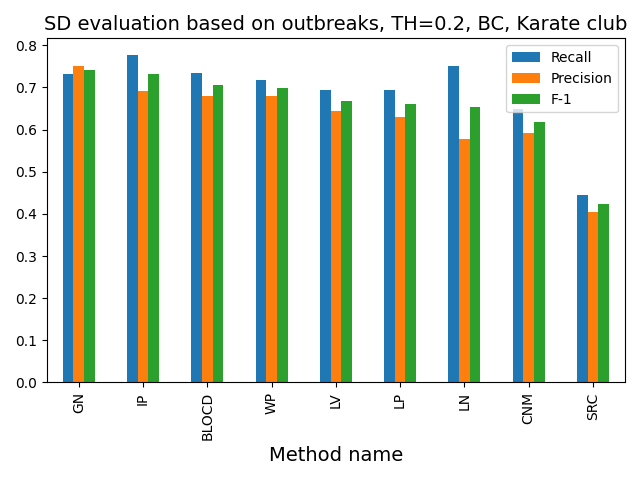 SD evaluation based on outbreaks, TH=0.2, BC, Karate club
0.8
0.7
0.6
0.5
0.4
0.3
0.2
0.1
0.0
Recall
Precision
F-1
GN
IP
BLOCD
WP
LV
LP
LN
CNM
SRC
Method name